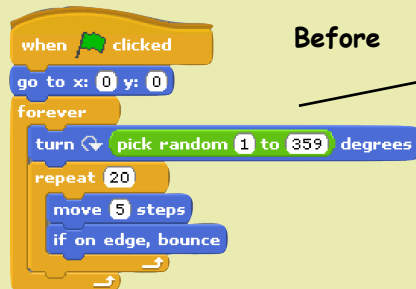 Before
when clicked
go to x: 0 y: 0
forever
turn pick random 1 to 359 degrees
repeat 20
move 5 steps
if on edge, bounce